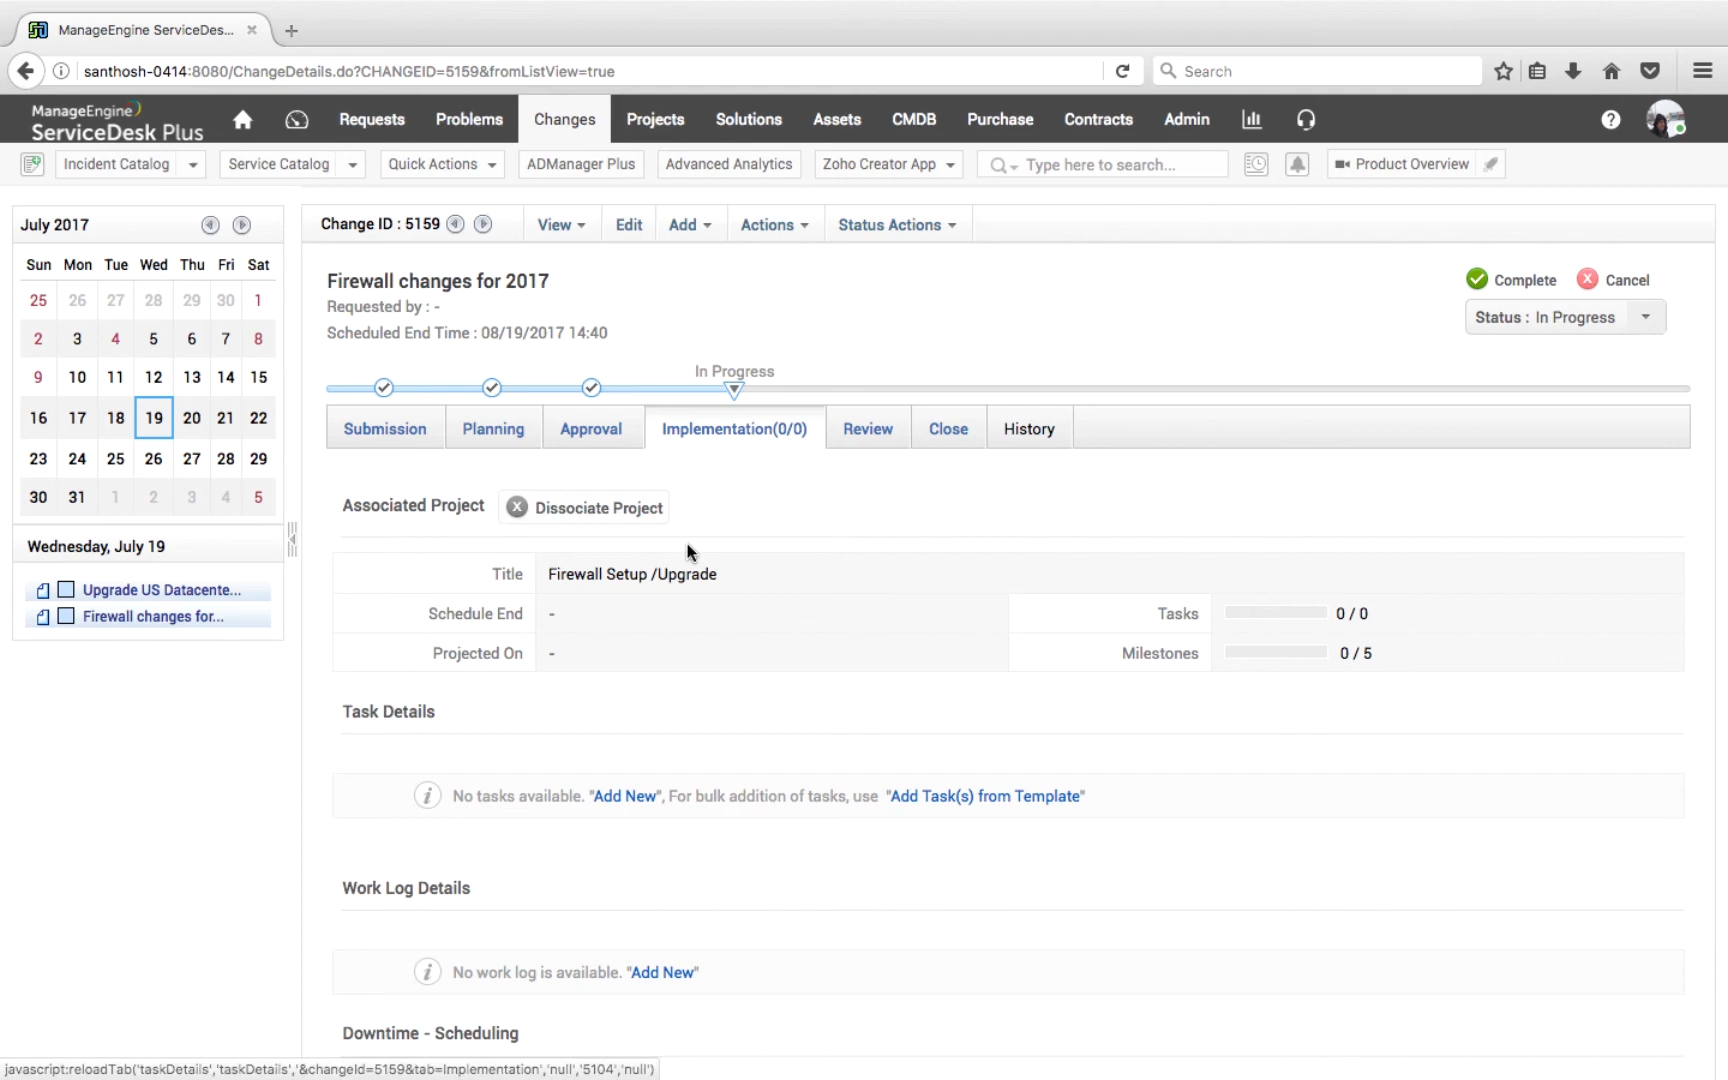 ManageEngine ServiceDes...
santhosh-0414:8080/ChangeDetails.do?CHANGEID=5159&fromListView=true
Search
ManageEngine
ServiceDesk Plus
Requests Problems Changes Projects Solutions Assets CMDB Purchase Contracts Admin
Incident Catalog Service Catalog Quick Actions ADManager Plus Advanced Analytics Zoho Creator App Type here to search... Product Overview
July 2017
Sun Mon Tue Wed Thu Fri Sat
25 26 27 28 29 30 1
2 3 4 5 6 7 8
9 10 11 12 13 14 15
16 17 18 19 20 21 22
23 24 25 26 27 28 29
30 31 1 2 3 4 5
Wednesday, July 19
Upgrade US Datacente...
Firewall changes for...
Change ID : 5159 View Edit Add Actions Status Actions
Firewall changes for 2017
Requested by : -
Scheduled End Time : 08/19/2017 14:40
Complete Cancel
Status : In Progress
In Progress
Submission Planning Approval Implementation(0/0) Review Close History
Associated Project Dissociate Project
Title Firewall Setup /Upgrade
Schedule End - Tasks 0 / 0
Projected On - Milestones 0 / 5
Task Details
No tasks available. "Add New", For bulk addition of tasks, use "Add Task(s) from Template"
Work Log Details
No work log is available. "Add New"
Downtime - Scheduling
javascript:reloadTab('taskDetails','taskDetails','&changeId=5159&tab=Implementation','null','5104','null')